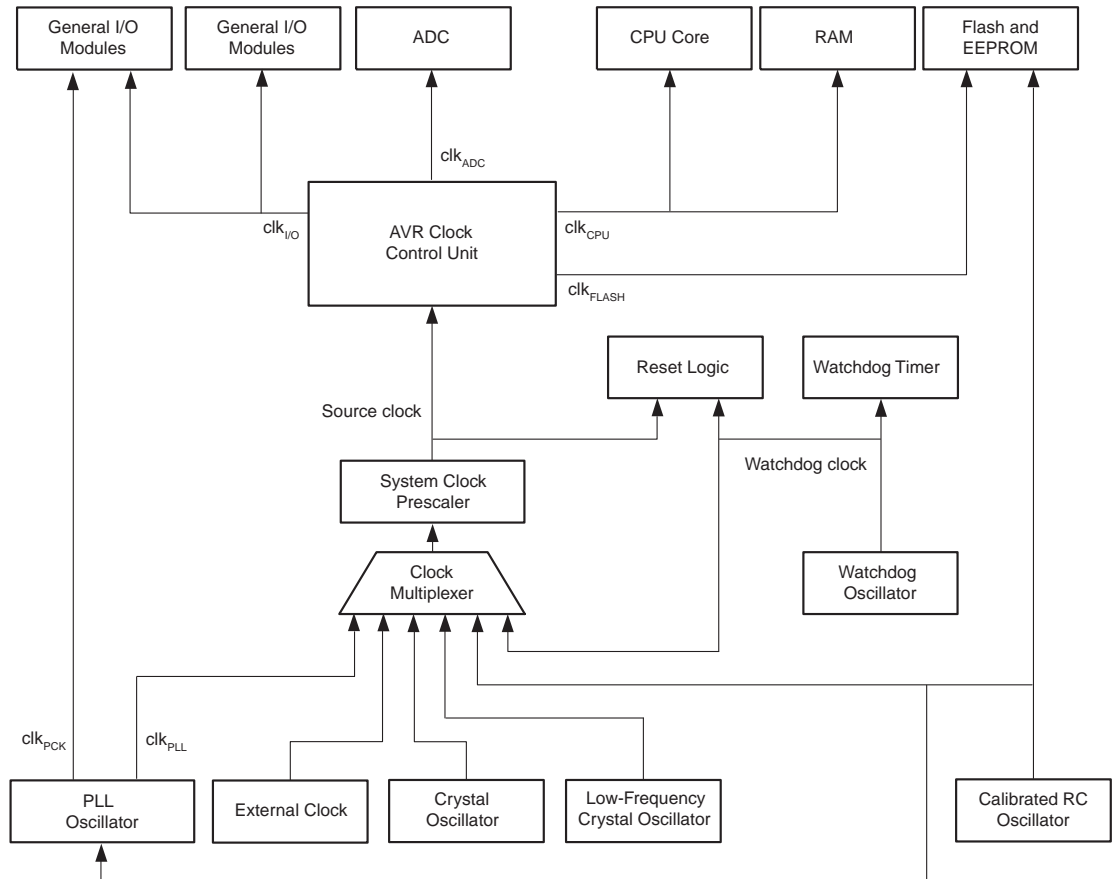 General I/O
Modules
General I/O
Modules
ADC
CPU Core
RAM
Flash and
EEPROM
clkADC
clkI/O
AVR Clock
Control Unit
clkCPU
clkFLASH
Reset Logic
Watchdog Timer
Source clock
Watchdog clock
System Clock
Prescaler
Clock
Multiplexer
Watchdog
Oscillator
clkPCK
clkPLL
PLL
Oscillator
External Clock
Crystal
Oscillator
Low-Frequency
Crystal Oscillator
Calibrated RC
Oscillator